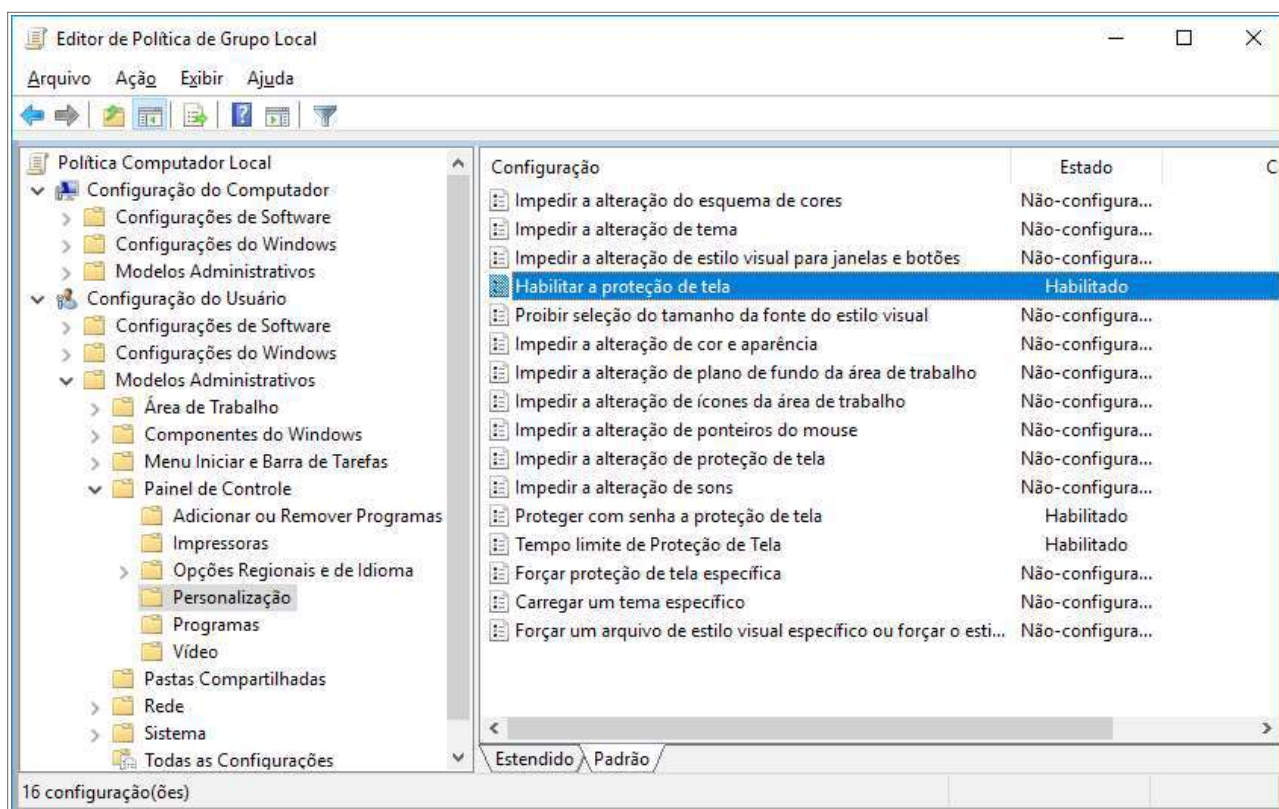 Editor de Política de Grupo Local
Arquivo Ação Exibir Ajuda
Política Computador Local
Configuração do Computador
Configurações de Software
Configurações do Windows
Modelos Administrativos
Configuração do Usuário
Configurações de Software
Configurações do Windows
Modelos Administrativos
Área de Trabalho
Componentes do Windows
Menu Iniciar e Barra de Tarefas
Painel de Controle
Adicionar ou Remover Programas
Impressoras
Opções Regionais e de Idioma
Personalização
Programas
Vídeo
Pastas Compartilhadas
Rede
Sistema
Todas as Configurações
Configuração Estado C
Impedir a alteração do esquema de cores Não-configura...
Impedir a alteração de tema Não-configura...
Impedir a alteração de estilo visual para janelas e botões Não-configura...
Habilitar a proteção de tela Habilitado
Proibir seleção do tamanho da fonte do estilo visual Não-configura...
Impedir a alteração de cor e aparência Não-configura...
Impedir a alteração de plano de fundo da área de trabalho Não-configura...
Impedir a alteração de ícones da área de trabalho Não-configura...
Impedir a alteração de ponteiros do mouse Não-configura...
Impedir a alteração de proteção de tela Não-configura...
Impedir a alteração de sons Não-configura...
Proteger com senha a proteção de tela Habilitado
Tempo limite de Proteção de Tela Habilitado
Forçar proteção de tela específica Não-configura...
Carregar um tema específico Não-configura...
Forçar um arquivo de estilo visual específico ou forçar o esti... Não-configura...
Estendido Padrão
16 configuração(ões)